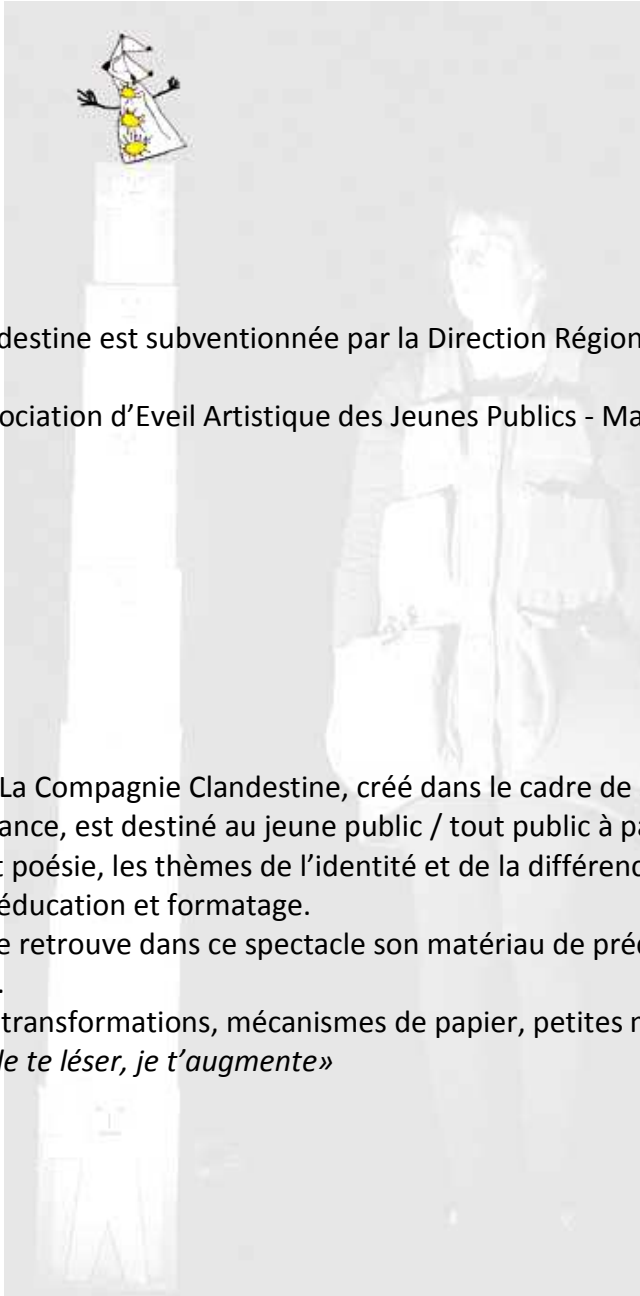 destine est subventionnée par la Direction Région
ociation d’Eveil Artistique des Jeunes Publics - Ma
La Compagnie Clandestine, créé dans le cadre de
ance, est destiné au jeune public / tout public à pa
t poésie, les thèmes de l’identité et de la différenc
éducation et formatage.
e retrouve dans ce spectacle son matériau de préd
.
transformations, mécanismes de papier, petites
de te léser, je t’augmente»